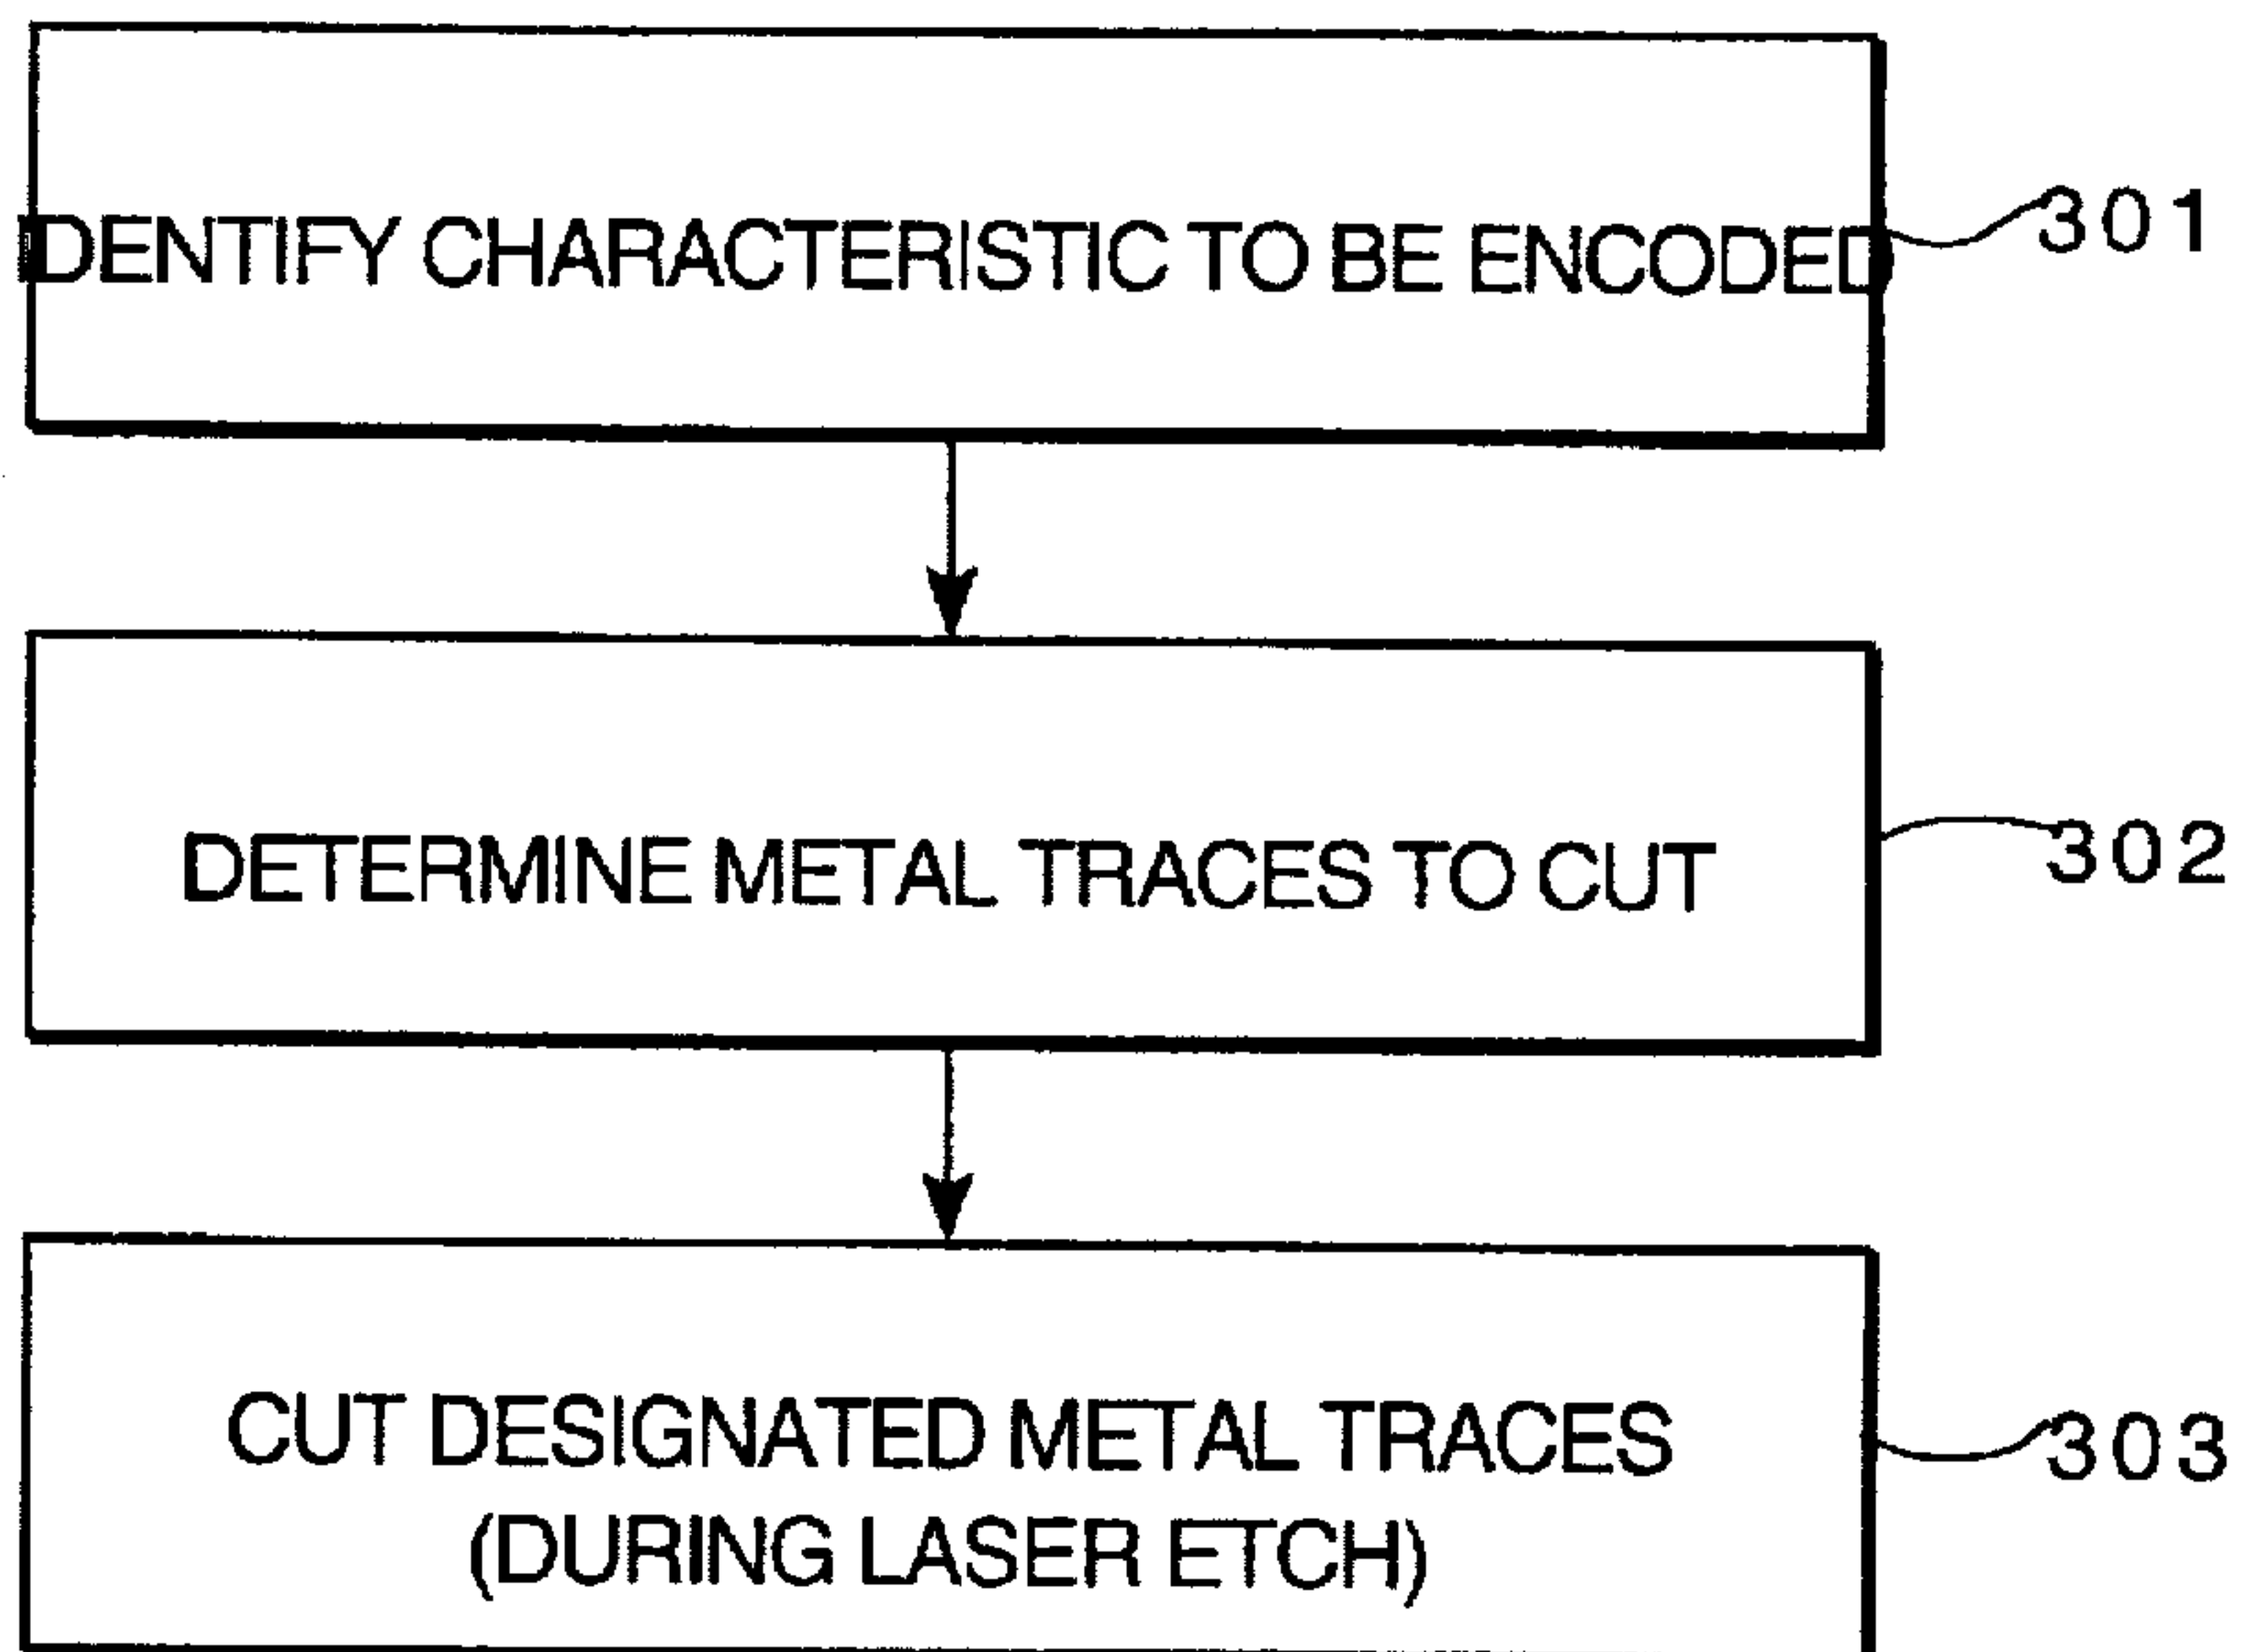 IDENTIFY CHARACTERISTIC TO BE ENCODED
301
DETERMINE METAL TRACES TO CUT
302
CUT DESIGNATED METAL TRACES
(DURING LASER ETCH)
303